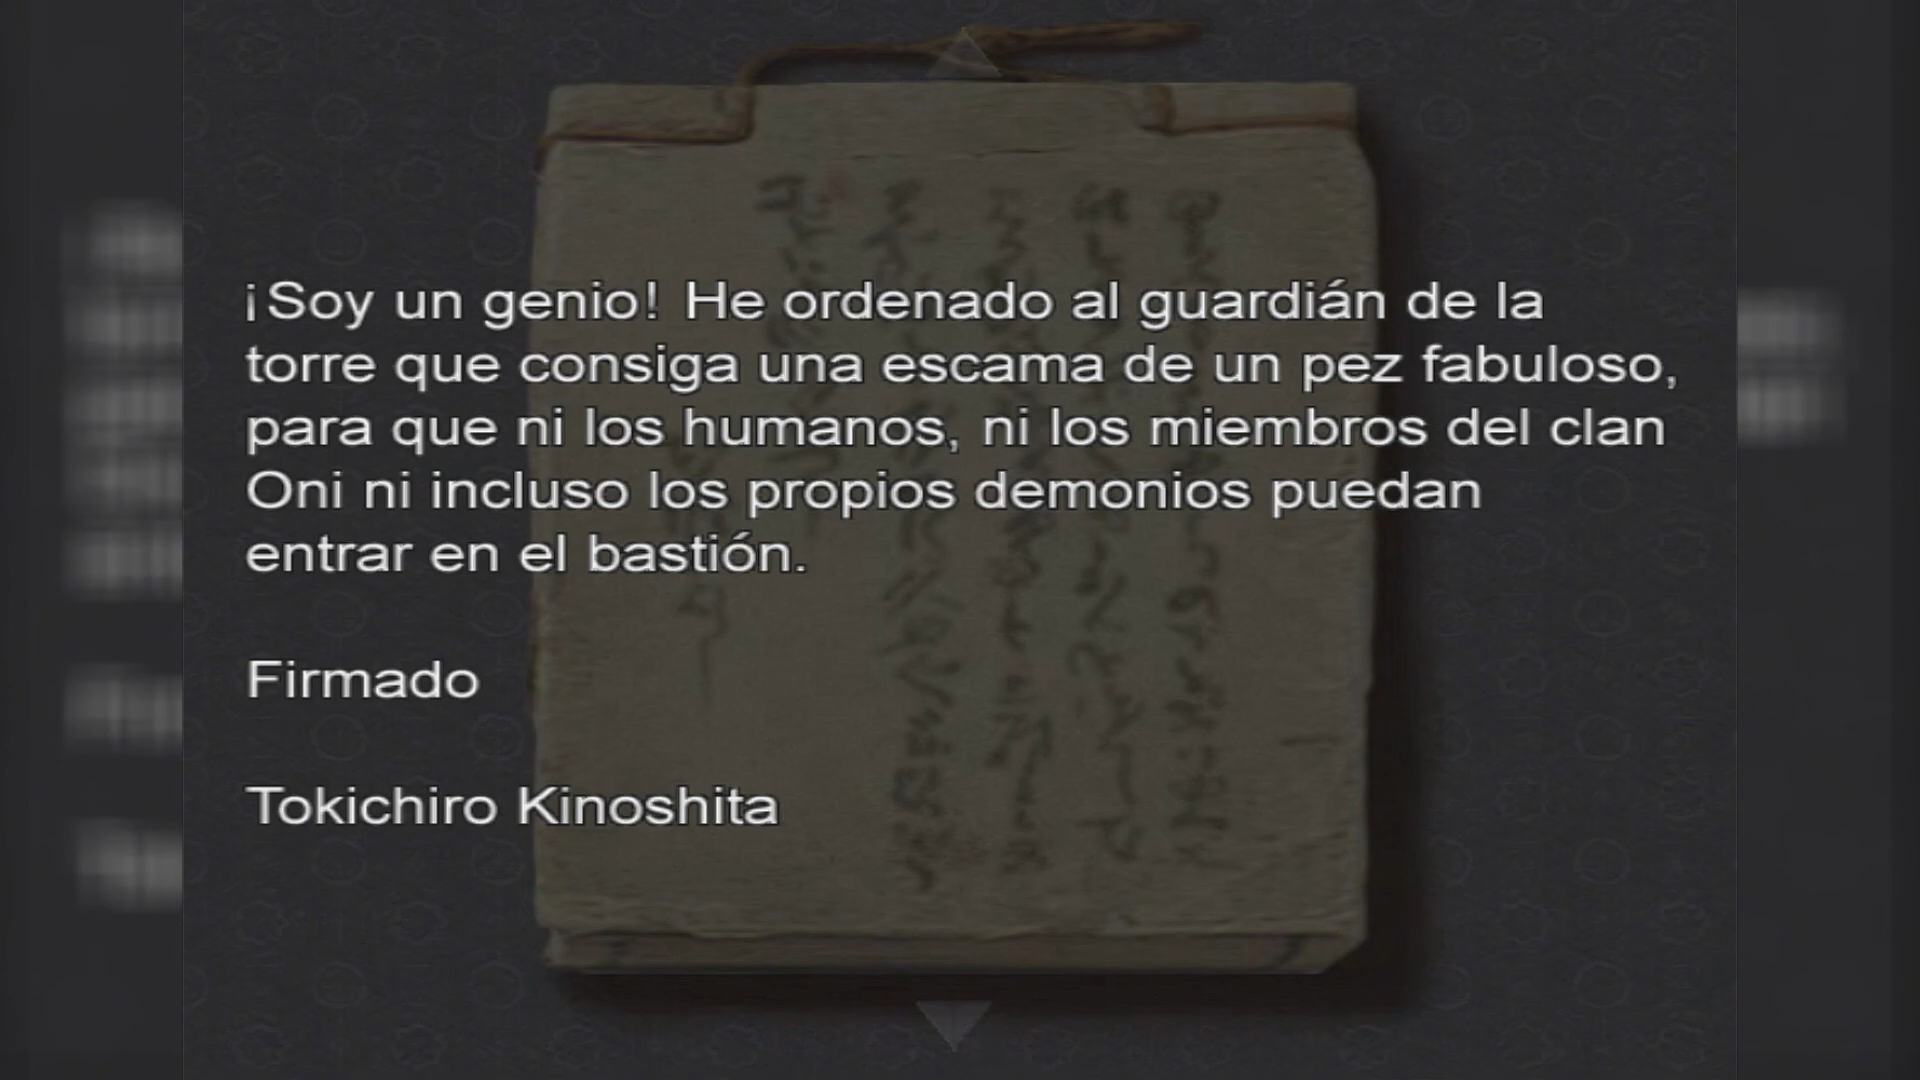 ¡Soy un genio! He ordenado al guardián de la
torre que consiga una escama de un pez fabuloso,
para que ni los humanos, ni los miembros del clan
Oni ni incluso los propios demonios puedan
entrar en el bastión.
Firmado
Tokichiro Kinoshita